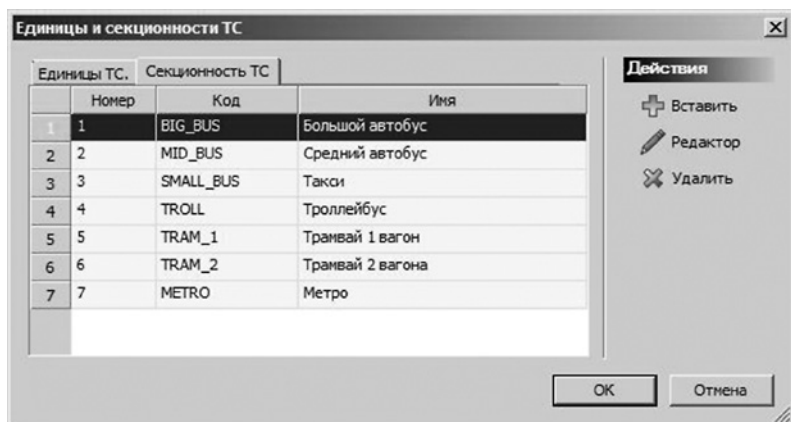 Единицы и секционности ТС
Единицы ТС. Секционность ТС
Номер Код Имя
1 1 BIG_BUS Большой автобус
2 2 MID_BUS Средний автобус
3 3 SMALL_BUS Такси
4 4 TROLL Троллейбус
5 5 TRAM_1 Трамвай 1 вагон
6 6 TRAM_2 Трамвай 2 вагона
7 7 METRO Метро
Действия
Вставить
Редактор
Удалить
OK Отмена